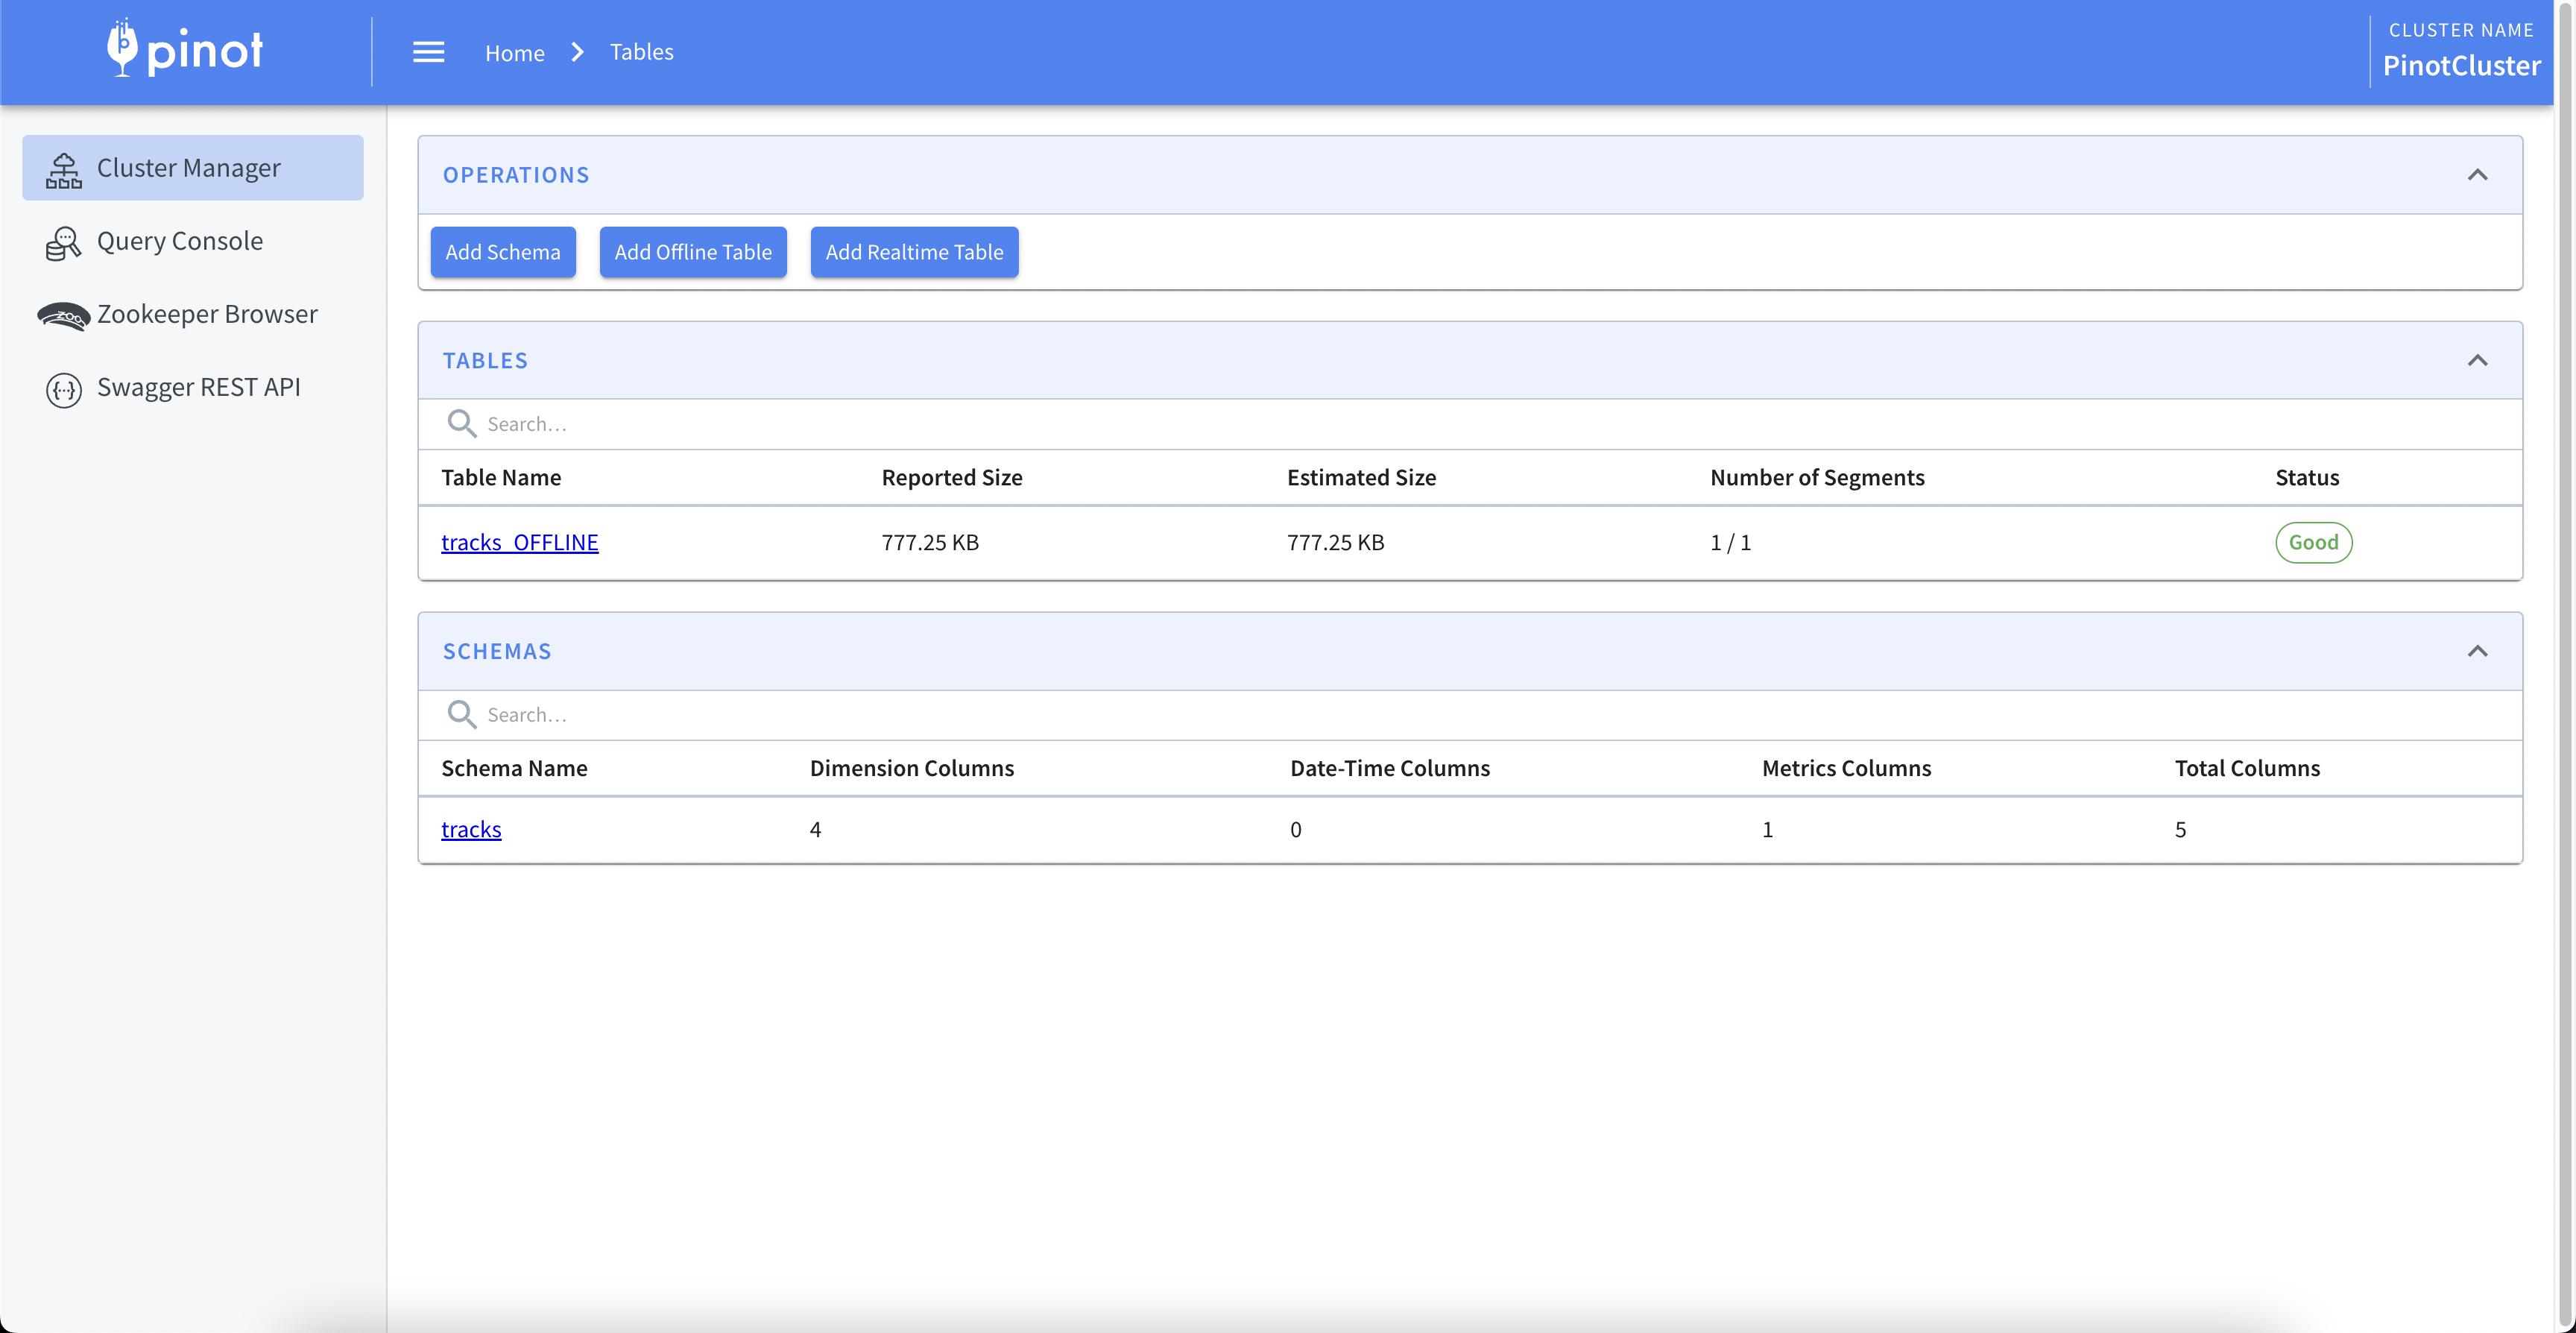 pinot
Home
Tables
CLUSTER NAME
PinotCluster
Cluster Manager
Query Console
Zookeeper Browser
Swagger REST API
OPERATIONS
Add Schema
Add Offline Table
Add Realtime Table
TABLES
Search...
Table Name Reported Size Estimated Size Number of Segments Status
tracks_OFFLINE 777.25 KB 777.25 KB 1 / 1 Good
SCHEMAS
Search...
Schema Name Dimension Columns Date-Time Columns Metrics Columns Total Columns
tracks 4 0 1 5